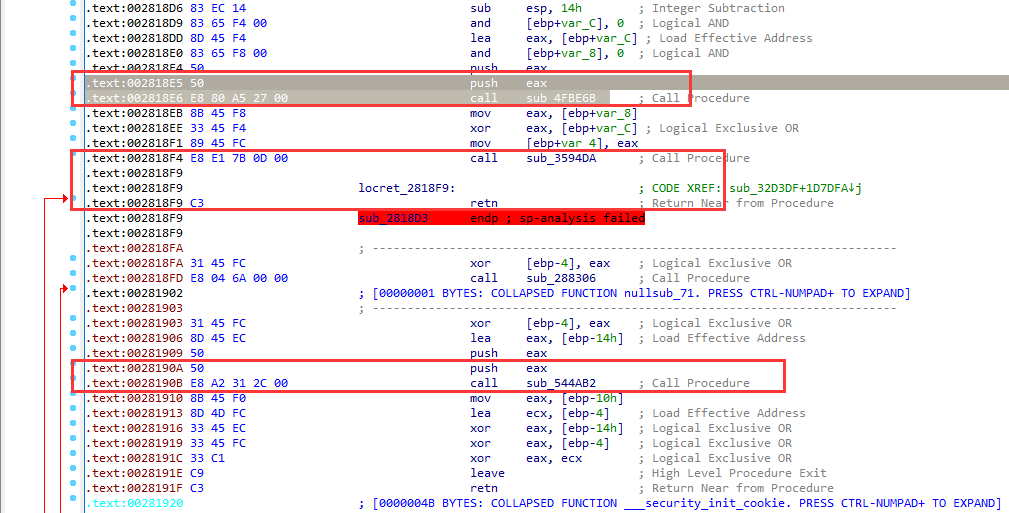 .text:002818D6 83 EC 14 sub esp, 14h ; Integer Subtraction
.text:002818D9 83 65 F4 00 and [ebp+var_C], 0 ; Logical AND
.text:002818DD 8D 45 F4 lea eax, [ebp+var_C] ; Load Effective Address
.text:002818E0 83 65 F8 00 and [ebp+var_8], 0 ; Logical AND
.text:002818E4 50 push eax
.text:002818E5 50 push eax
.text:002818E6 E8 80 A5 27 00 call sub_4FBE6B ; Call Procedure
.text:002818EB 8B 45 F8 mov eax, [ebp+var_8]
.text:002818EE 33 45 F4 xor eax, [ebp+var_C] ; Logical Exclusive OR
.text:002818F1 89 45 FC mov [ebp+var_4], eax
.text:002818F4 E8 E1 7B 0D 00 call sub_3594DA ; Call Procedure
.text:002818F9
.text:002818F9 locret_2818F9: ; CODE XREF: sub_32D3DF+1D7DFA↓j
.text:002818F9 C3 retn ; Return Near from Procedure
.text:002818F9 sub_2818D3 endp ; sp-analysis failed
.text:002818F9
.text:002818FA ; ---------------------------------------------------------------------------
.text:002818FA 31 45 FC xor [ebp-4], eax ; Logical Exclusive OR
.text:002818FD E8 04 6A 00 00 call sub_288306 ; Call Procedure
.text:00281902 ; [00000001 BYTES: COLLAPSED FUNCTION nullsub_71. PRESS CTRL-NUMPAD+ TO EXPAND]
.text:00281903 ; ---------------------------------------------------------------------------
.text:00281903 31 45 FC xor [ebp-4], eax ; Logical Exclusive OR
.text:00281906 8D 45 EC lea eax, [ebp-14h] ; Load Effective Address
.text:00281909 50 push eax
.text:0028190A 50 push eax
.text:0028190B E8 A2 31 2C 00 call sub_544AB2 ; Call Procedure
.text:00281910 8B 45 F0 mov eax, [ebp-10h]
.text:00281913 8D 4D FC lea ecx, [ebp-4] ; Load Effective Address
.text:00281916 33 45 EC xor eax, [ebp-14h] ; Logical Exclusive OR
.text:00281919 33 45 FC xor eax, [ebp-4] ; Logical Exclusive OR
.text:0028191C 33 C1 xor eax, ecx ; Logical Exclusive OR
.text:0028191E C9 leave ; High Level Procedure Exit
.text:0028191F C3 retn ; Return Near from Procedure
.text:00281920 ; [0000004B BYTES: COLLAPSED FUNCTION ___security_init_cookie. PRESS CTRL-NUMPAD+ TO EXPAND]